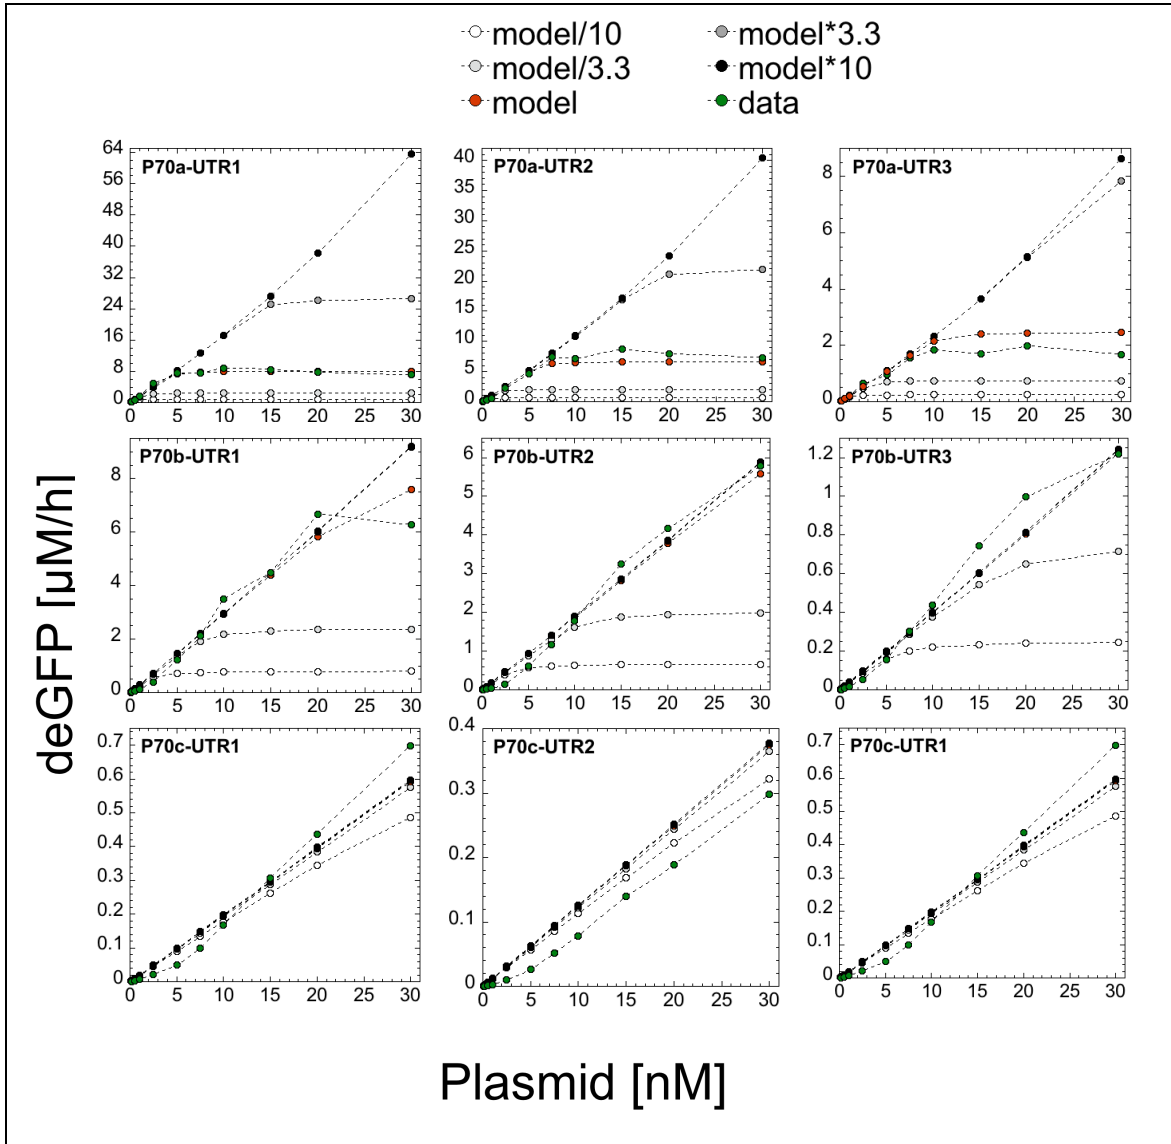 model/10 model*3.3
model/3.3 model*10
model data
P70a-UTR1 P70a-UTR2 P70a-UTR3
64 56 48 40 32 24 16 8 0
0 5 10 15 20 25 30
40 35 30 25 20 15 10 5 0
0 5 10 15 20 25 30
8 6 4 2 0
0 5 10 15 20 25 30
P70b-UTR1 P70b-UTR2 P70b-UTR3
8 6 4 2 0
0 5 10 15 20 25 30
6 5 4 3 2 1 0
0 5 10 15 20 25 30
1.2 1 0.8 0.6 0.4 0.2 0
0 5 10 15 20 25 30
P70c-UTR1 P70c-UTR2 P70c-UTR1
0.7 0.6 0.5 0.4 0.3 0.2 0.1 0
0 5 10 15 20 25 30
0.4 0.3 0.2 0.1 0
0 5 10 15 20 25 30
0.7 0.6 0.5 0.4 0.3 0.2 0.1 0
0 5 10 15 20 25 30
deGFP [µM/h]
Plasmid [nM]